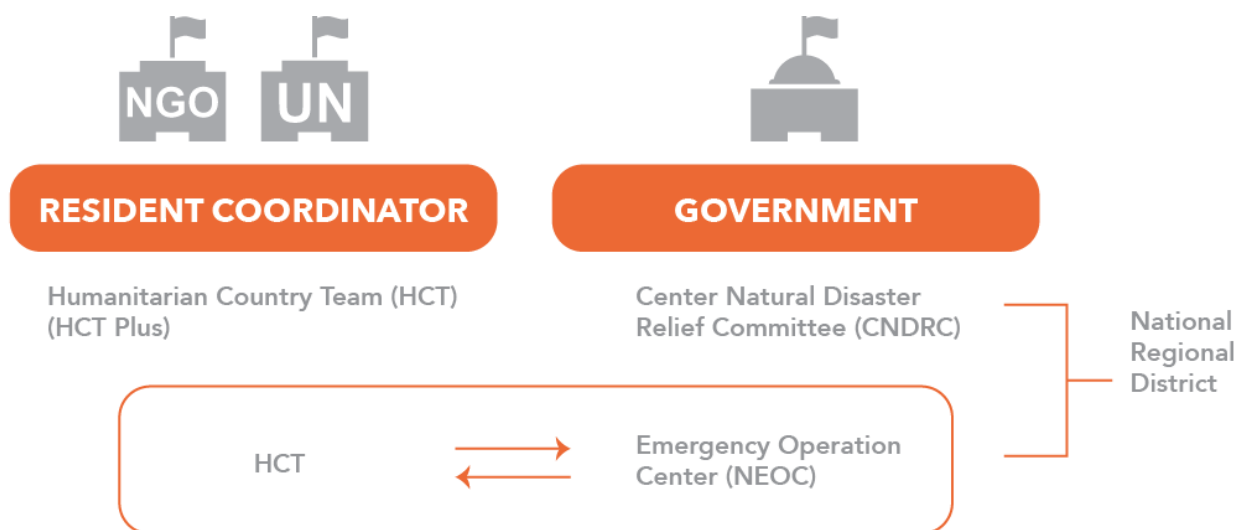 NGO
UN
RESIDENT COORDINATOR
GOVERNMENT
Humanitarian Country Team (HCT)
(HCT Plus)
Center Natural Disaster
Relief Committee (CNDRC)
National
Regional
District
HCT
Emergency Operation
Center (NEOC)